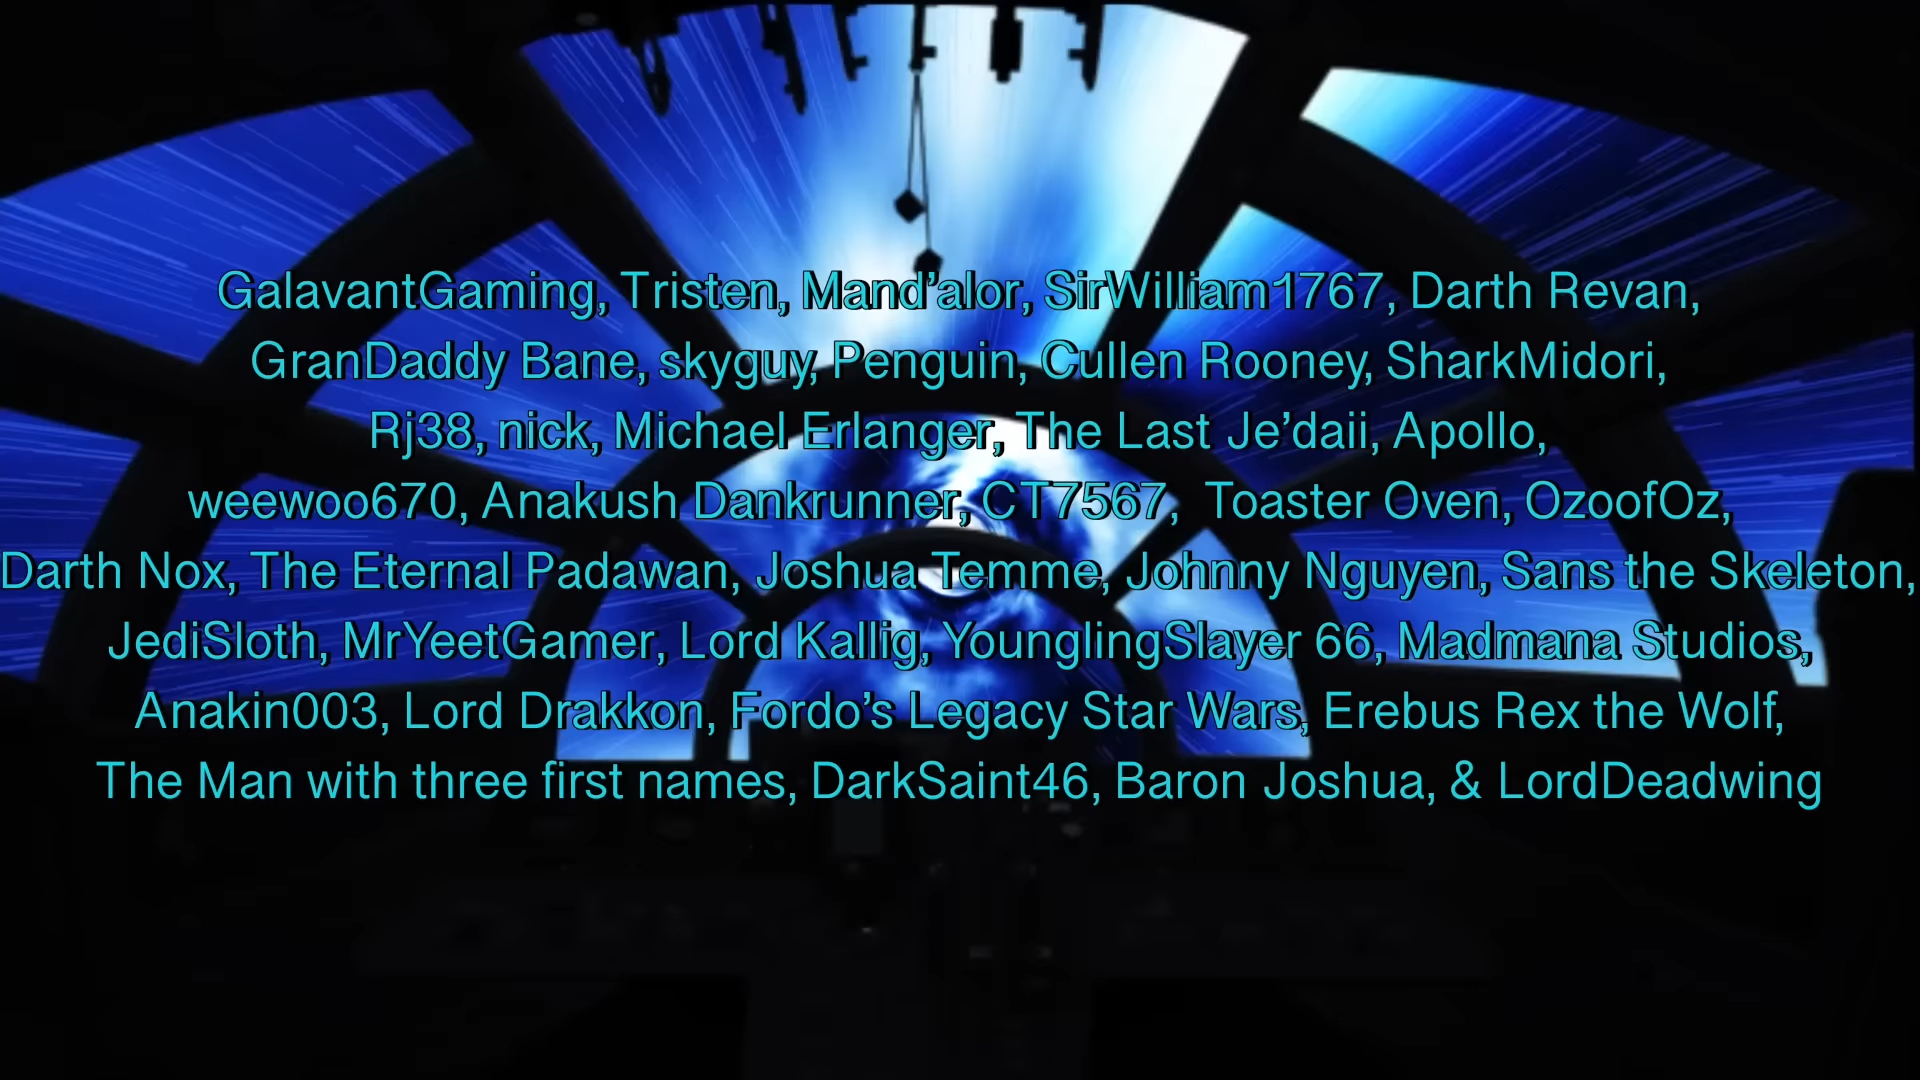 GalavantGaming, Tristen, Mand’alor, SirWilliam1767, Darth Revan,
GranDaddy Bane, skyguy, Penguin, Cullen Rooney, SharkMidori,
Rj38, nick, Michael Erlanger, The Last Je’daii, Apollo,
weewoo670, Anakush Dankrunner, CT7567,  Toaster Oven, OzoofOz,
Darth Nox, The Eternal Padawan, Joshua Temme, Johnny Nguyen, Sans the Skeleton,
JediSloth, MrYeetGamer, Lord Kallig, YounglingSlayer 66, Madmana Studios,
Anakin003, Lord Drakkon, Fordo’s Legacy Star Wars, Erebus Rex the Wolf,
The Man with three first names, DarkSaint46, Baron Joshua, & LordDeadwing